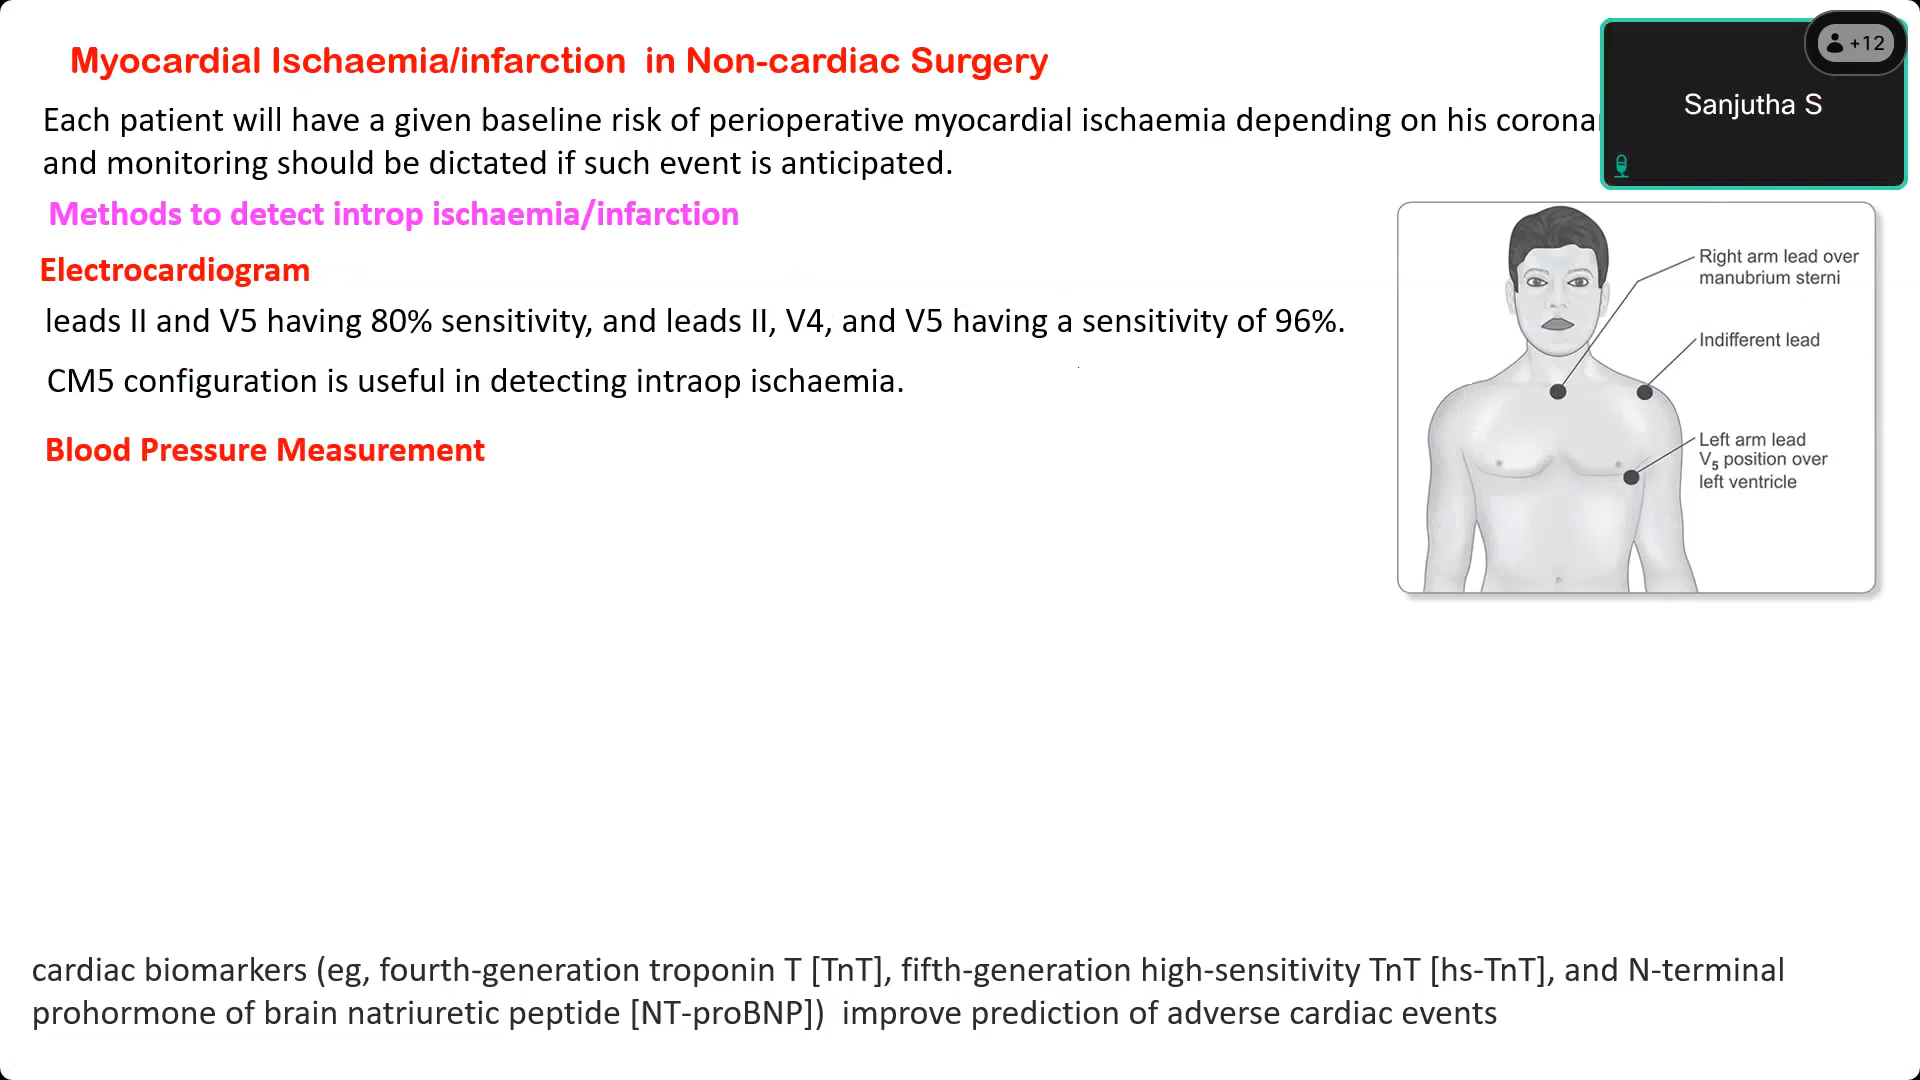 Myocardial Ischaemia/infarction in Non-cardiac Surgery
+12
Sanjutha S
Each patient will have a given baseline risk of perioperative myocardial ischaemia depending on his
and monitoring should be dictated if such event is anticipated.
Methods to detect introp ischaemia/infarction
Electrocardiogram
leads II and V5 having 80% sensitivity, and leads II, V4, and V5 having a sensitivity of 96%.
CM5 configuration is useful in detecting intraop ischaemia.
Blood Pressure Measurement
Right arm lead over
manubrium sterni
Indifferent lead
Left arm lead
V5 position over
left ventricle
cardiac biomarkers (eg, fourth-generation troponin T [TnT], fifth-generation high-sensitivity TnT [hs-TnT], and N-terminal
prohormone of brain natriuretic peptide [NT-proBNP]) improve prediction of adverse cardiac events